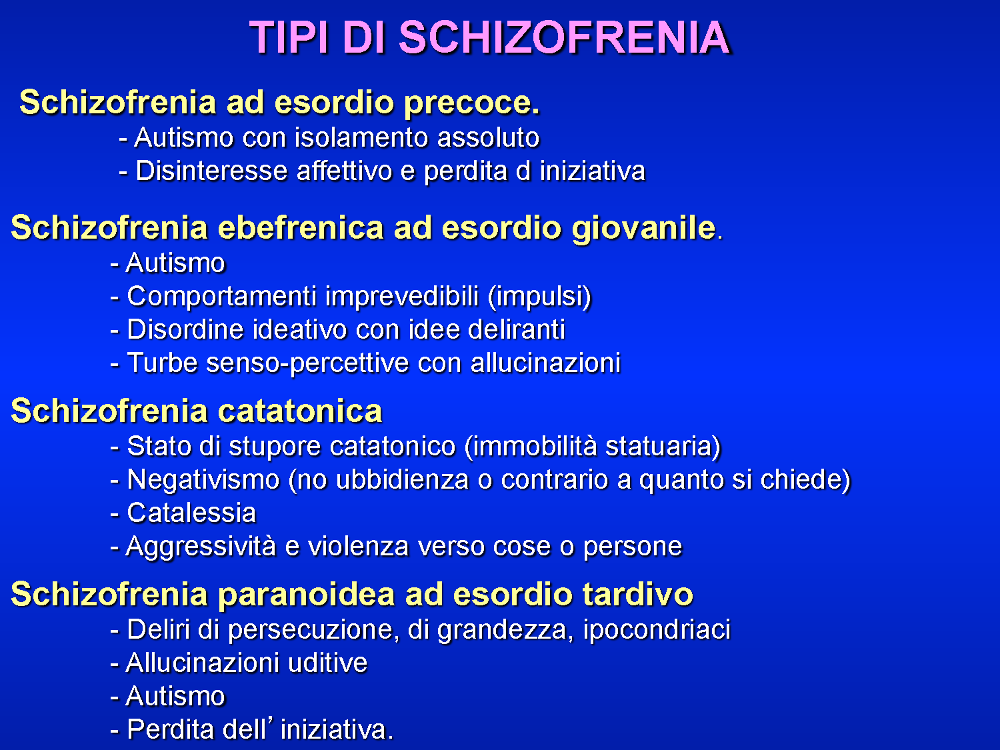 TIPI DI SCHIZOFRENIA
Schizofrenia ad esordio precoce.
- Autismo con isolamento assoluto
- Disinteresse affettivo e perdita d iniziativa
Schizofrenia ebefrenica ad esordio giovanile.
- Autismo
- Comportamenti imprevedibili (impulsi)
- Disordine ideativo con idee deliranti
- Turbe senso-percettive con allucinazioni
Schizofrenia catatonica
- Stato di stupore catatonico (immobilità statuaria)
- Negativismo (no ubbidienza o contrario a quanto si chiede)
- Catalessia
- Aggressività e violenza verso cose o persone
Schizofrenia paranoidea ad esordio tardivo
- Deliri di persecuzione, di grandezza, ipocondriaci
- Allucinazioni uditive
- Autismo
- Perdita dell’ iniziativa.